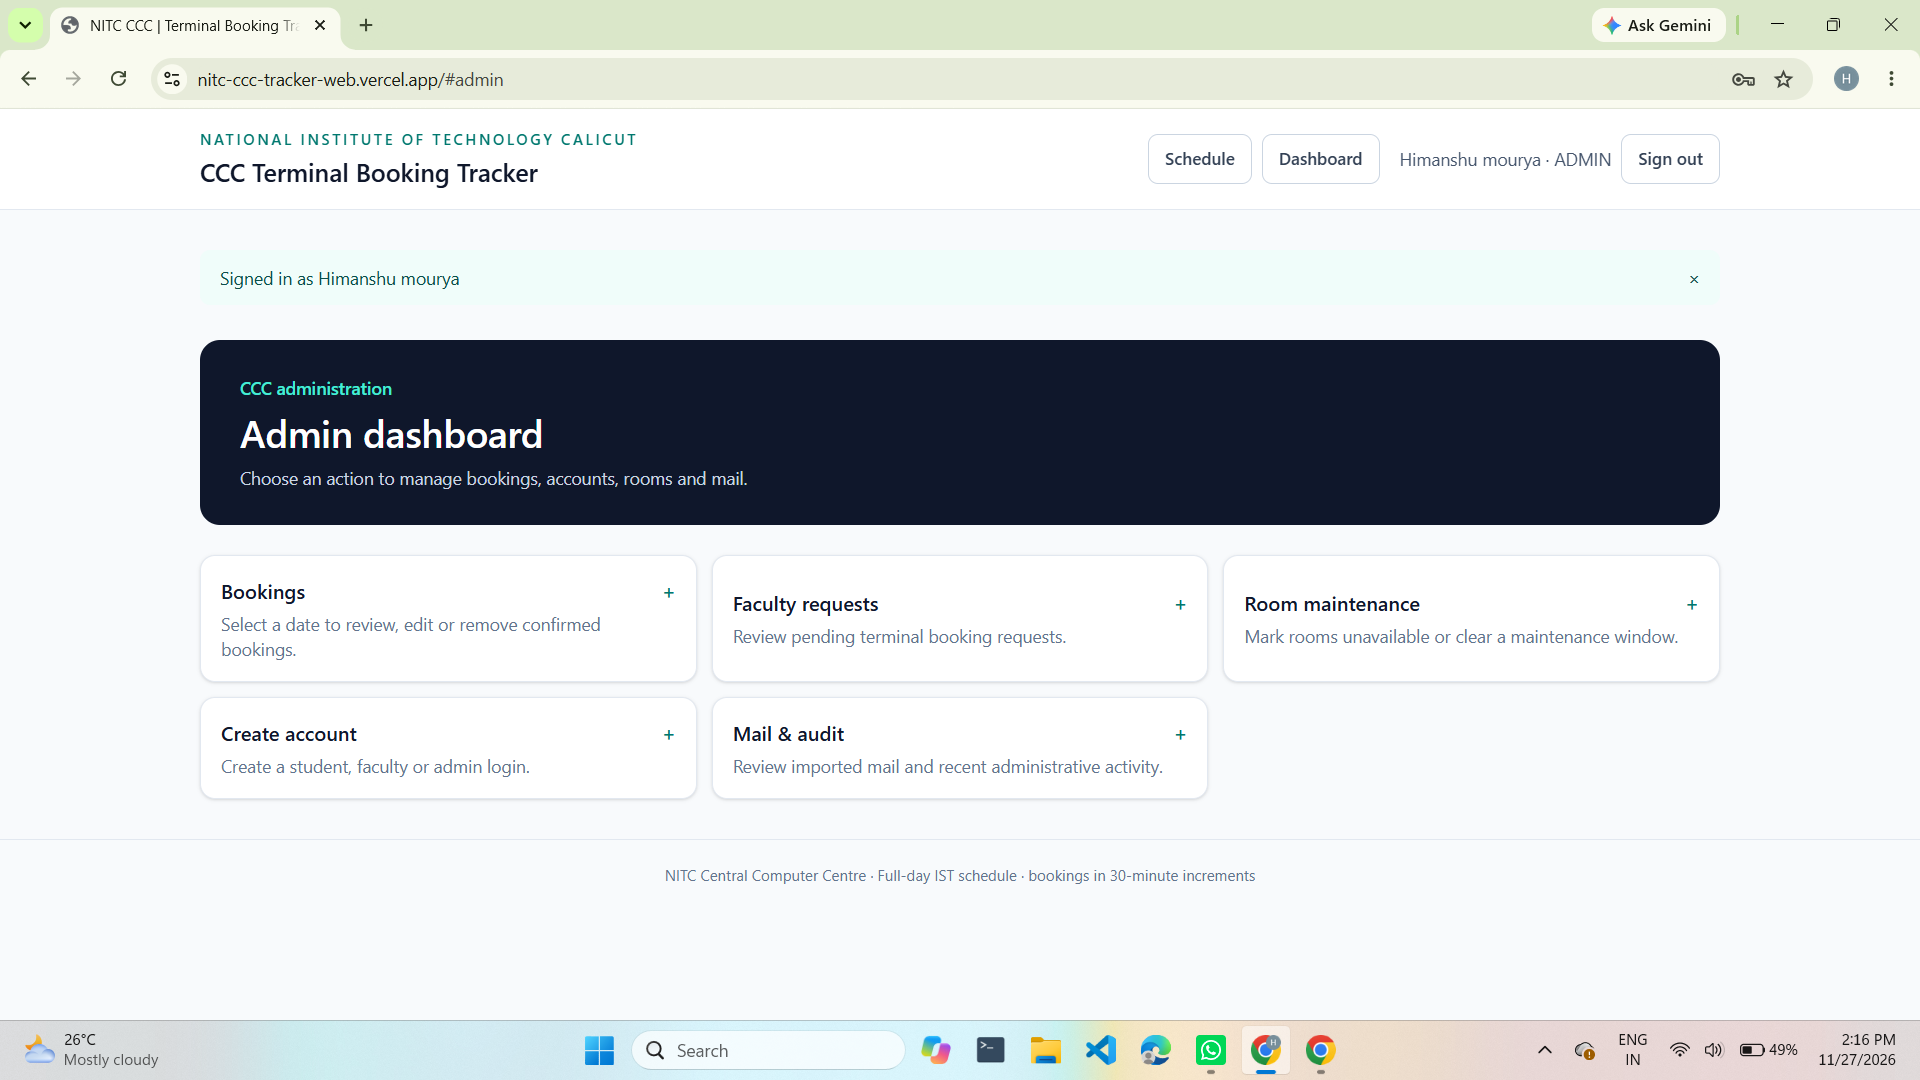 NITC CCC | Terminal Booking Tr
Ask Gemini
nitc-ccc-tracker-web.vercel.app/#admin
H
NATIONAL INSTITUTE OF TECHNOLOGY CALICUT
CCC Terminal Booking Tracker
Schedule
Dashboard
Himanshu mourya · ADMIN
Sign out
Signed in as Himanshu mourya
×
CCC administration
Admin dashboard
Choose an action to manage bookings, accounts, rooms and mail.
Bookings
+
Select a date to review, edit or remove confirmed
bookings.
Faculty requests
+
Review pending terminal booking requests.
Room maintenance
+
Mark rooms unavailable or clear a maintenance window.
Create account
+
Create a student, faculty or admin login.
Mail & audit
+
Review imported mail and recent administrative activity.
NITC Central Computer Centre · Full-day IST schedule · bookings in 30-minute increments
26°C
Mostly cloudy
Search
H
ENG
IN
49%
2:16 PM
11/27/2026